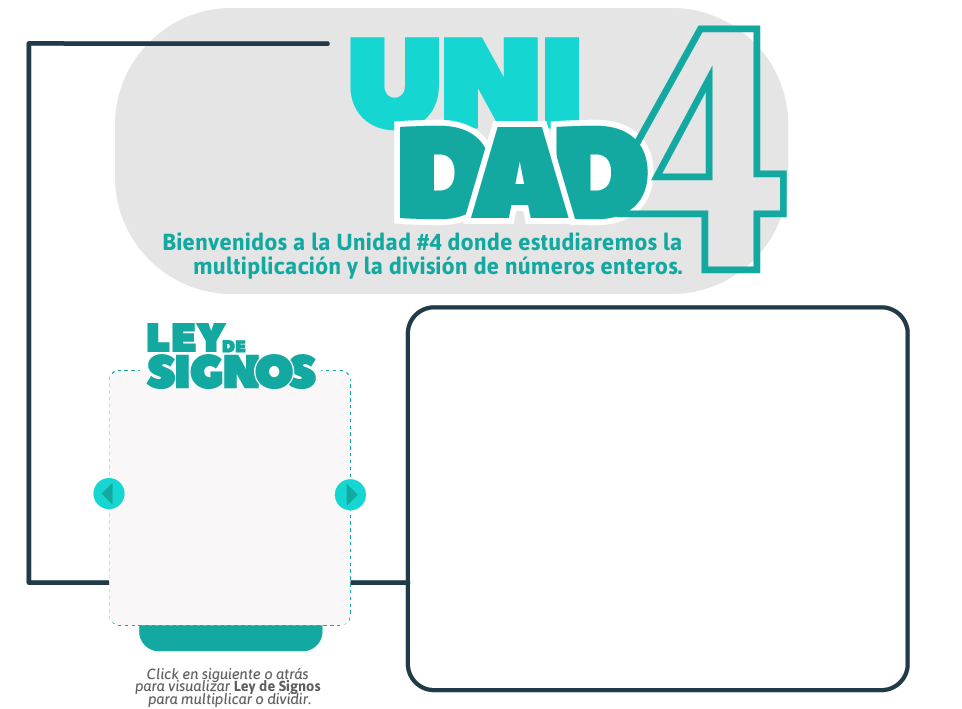 UNI
DAD 4
Bienvenidos a la Unidad #4 donde estudiaremos la
multiplicación y la división de números enteros.
LEY DE
SIGNOS
Click en siguiente o atrás
para visualizar Ley de Signos
para multiplicar o dividir.